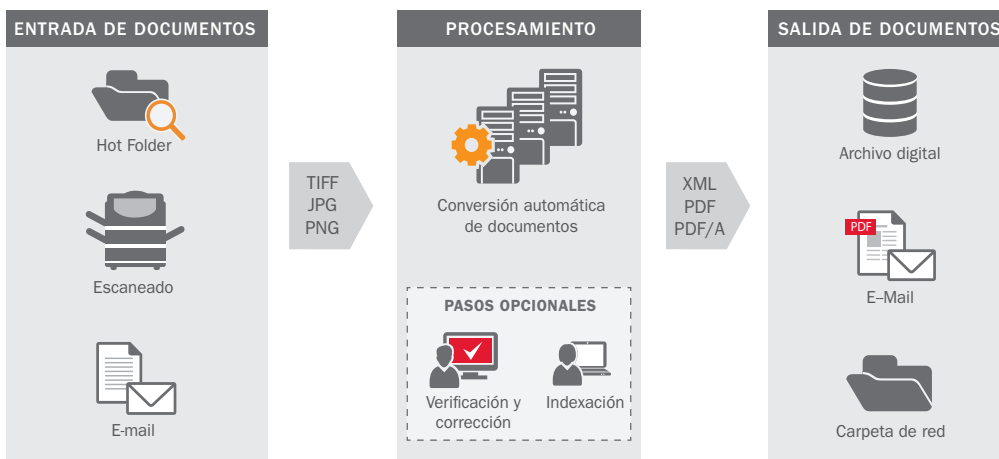 ENTRADA DE DOCUMENTOS
Hot Folder
Escaneado
E-mail
TIFF
JPG
PNG
PROCESAMIENTO
Conversión automática
de documentos
PASOS OPCIONALES
Verificación y
corrección
Indexación
XML
PDF
PDF/A
SALIDA DE DOCUMENTOS
Archivo digital
PDF
E–Mail
Carpeta de red